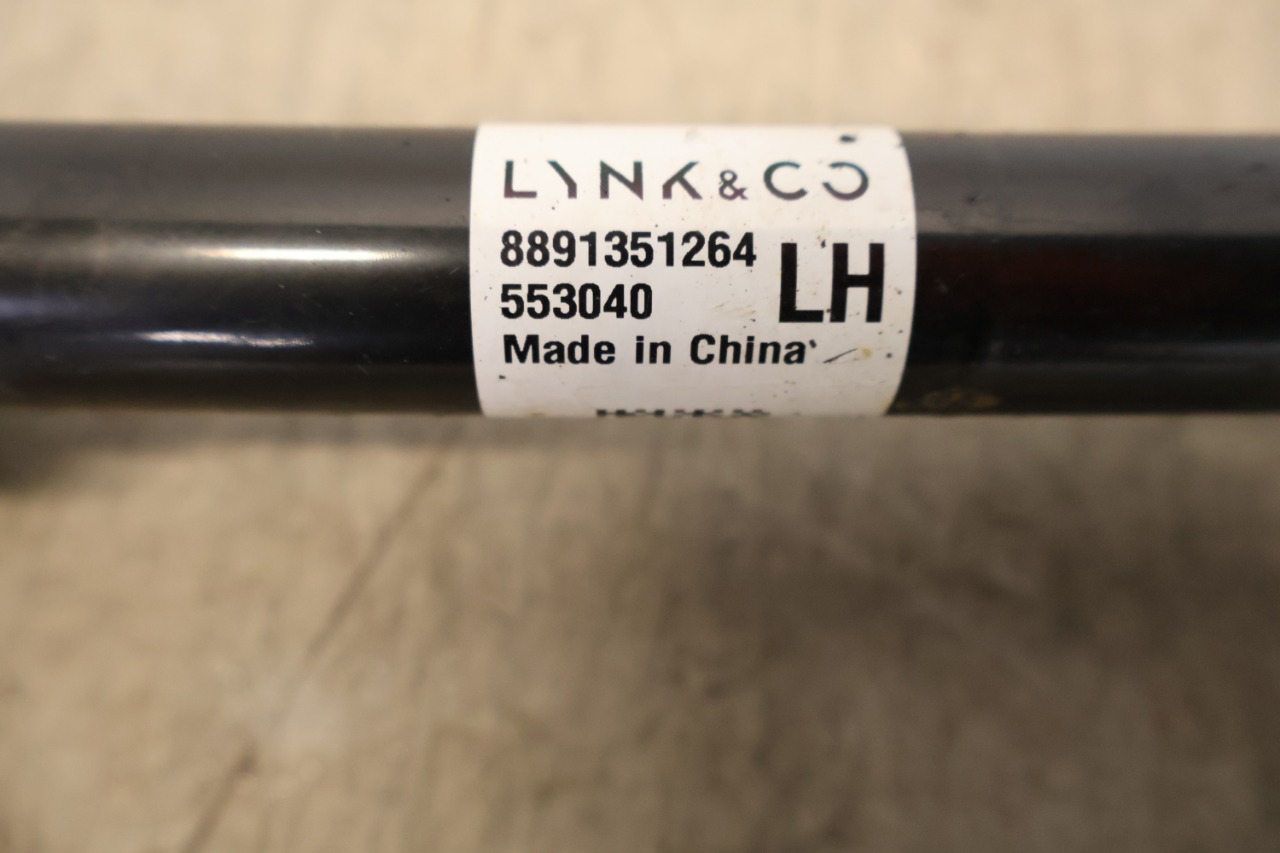 LYNK & CO
8891351264
553040
LH
Made in China